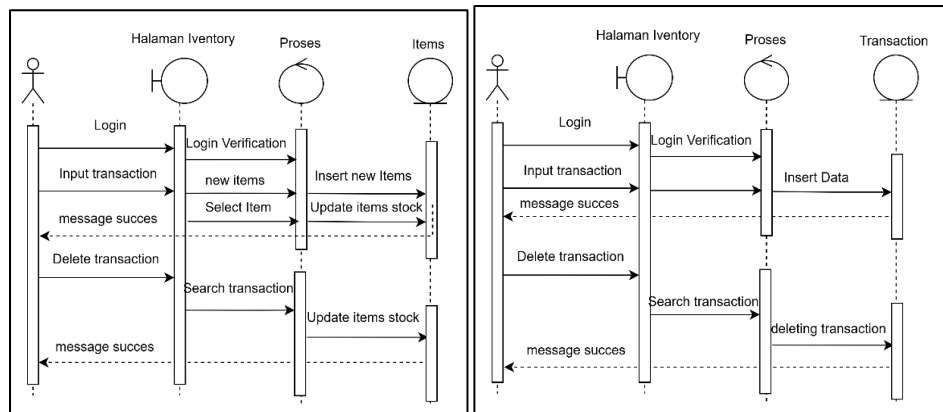 Halaman Iventory
Proses
Items
Login
Login Verification
Input transaction
new items
Insert new Items
Select Item
Update items stock
message succes
Delete transaction
Search transaction
Update items stock
message succes
Halaman Iventory
Proses
Transaction
Login
Login Verification
Input transaction
Insert Data
message succes
Delete transaction
Search transaction
deleting transaction
message succes